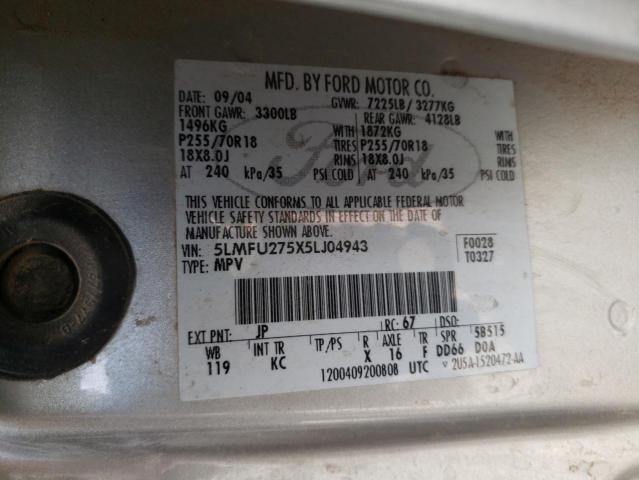 MFD. BY FORD MOTOR CO.
DATE: 09/04 GVWR: 7225LB/ 3277KG
FRONT GAWR: 3300LB REAR GAWR: 4128LB
1496KG WITH 1872KG WITH
P255/70R18 TIRES P255/70R18 TIRES
18X8.0J RIMS 18X8.0J RIMS
AT 240 kPa/35 PSI COLD AT 240 kPa/35 PSI COLD
Ford
THIS VEHICLE CONFORMS TO ALL APPLICABLE FEDERAL MOTOR
VEHICLE SAFETY STANDARDS IN EFFECT ON THE DATE OF
MANUFACTURE SHOWN ABOVE.
VIN: 5LMFU275X5LJ04943 F0028
TYPE: MPV T0327
EXT PNT: JP RC: 67 DSO:
WB INT TR TP/PS R AXLE TR SPR 5B515
119 KC X 16 F DD66 DOA
1200409200808 UTC V 2U5A-1520472-AA